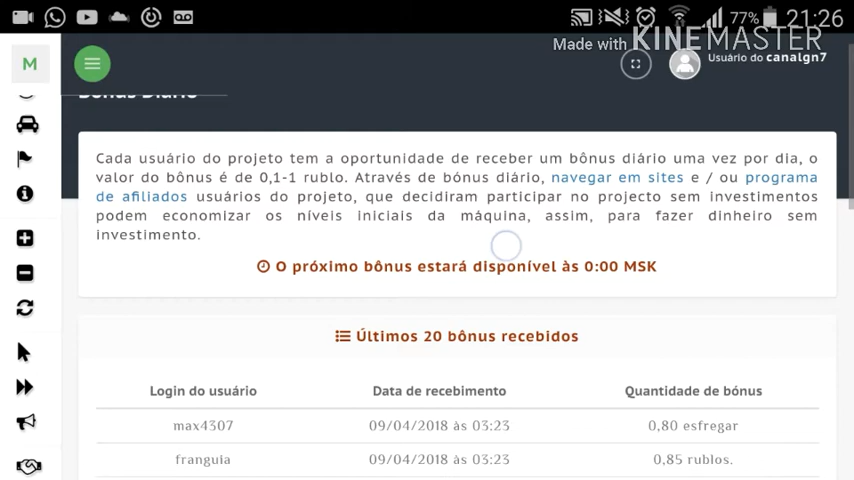 77% 21:26
Made with KINEMASTER
M
Usuário do canalgn7
Bônus Diário
Cada usuário do projeto tem a oportunidade de receber um bônus diário uma vez por dia, o
valor do bônus é de 0,1-1 rublo. Através de bónus diário, navegar em sites e / ou programa
de afiliados usuários do projeto, que decidiram participar no projecto sem investimentos
podem economizar os níveis iniciais da máquina, assim, para fazer dinheiro sem
investimento.
O próximo bônus estará disponível às 0:00 MSK
Últimos 20 bônus recebidos
Login do usuário Data de recebimento Quantidade de bónus
max4307 09/04/2018 às 03:23 0,80 esfregar
franguia 09/04/2018 às 03:23 0,85 rublos.